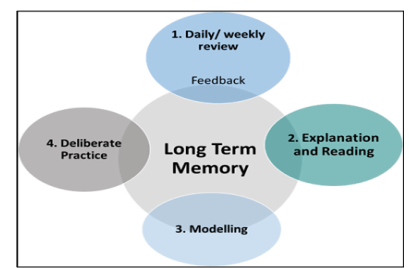 1. Daily/ weekly
review
Feedback
2. Explanation
and Reading
4. Deliberate
Practice
Long Term
Memory
3. Modelling